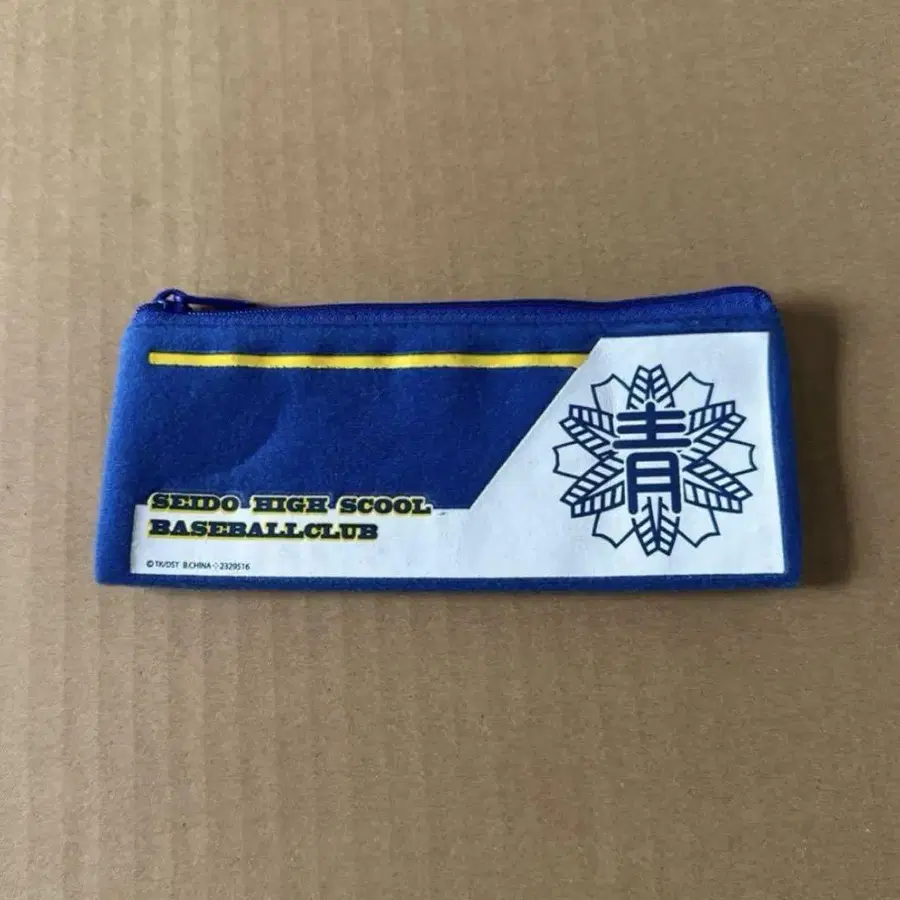 SEIDO HIGH SCOOL
BASEBALLCLUB
© TK/DST B.CHINA ⁘ 2329516
青